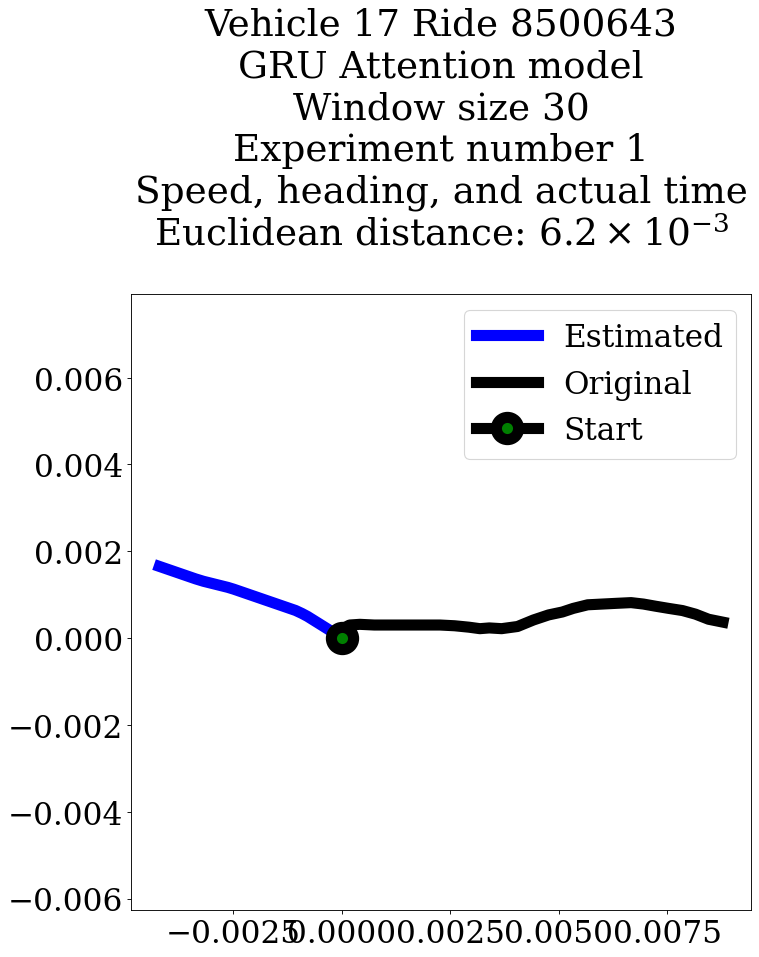 Vehicle 17 Ride 8500643
GRU Attention model
Window size 30
Experiment number 1
Speed, heading, and actual time
Euclidean distance: 6.2 × 10⁻³
Estimated
Original
Start
0.006
0.004
0.002
0.000
−0.002
−0.004
−0.006
−0.0025 0.0000 0.0025 0.0050 0.0075